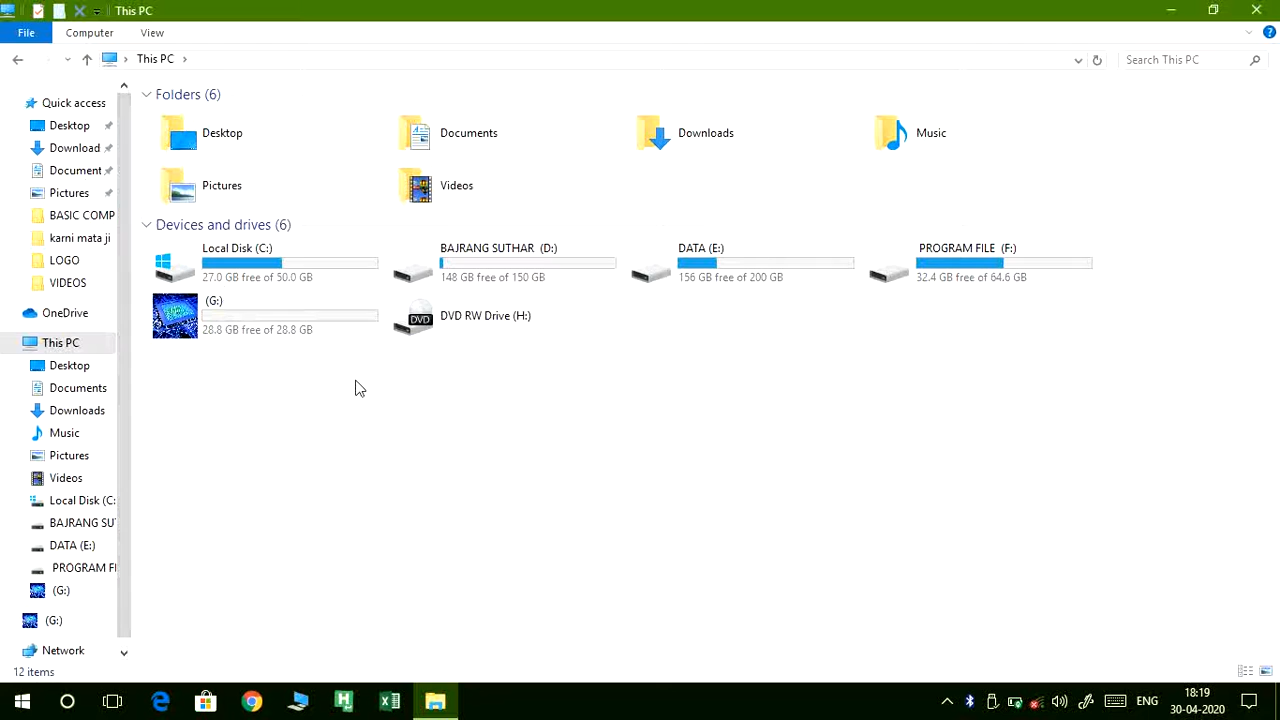 This PC
File Computer View
This PC Search This PC
Quick access
Desktop
Download
Document
Pictures
BASIC COMP
karni mata ji
LOGO
VIDEOS
OneDrive
This PC
Desktop
Documents
Downloads
Music
Pictures
Videos
Local Disk (C:
BAJRANG SU
DATA (E:)
PROGRAM FI
(G:)
(G:)
Network
Folders (6)
Desktop Documents Downloads Music
Pictures Videos
Devices and drives (6)
Local Disk (C:) BAJRANG SUTHAR (D:) DATA (E:) PROGRAM FILE (F:)
27.0 GB free of 50.0 GB 148 GB free of 150 GB 156 GB free of 200 GB 32.4 GB free of 64.6 GB
(G:)
DVD RW Drive (H:)
DVD
28.8 GB free of 28.8 GB
12 items
ENG 18:19
30-04-2020